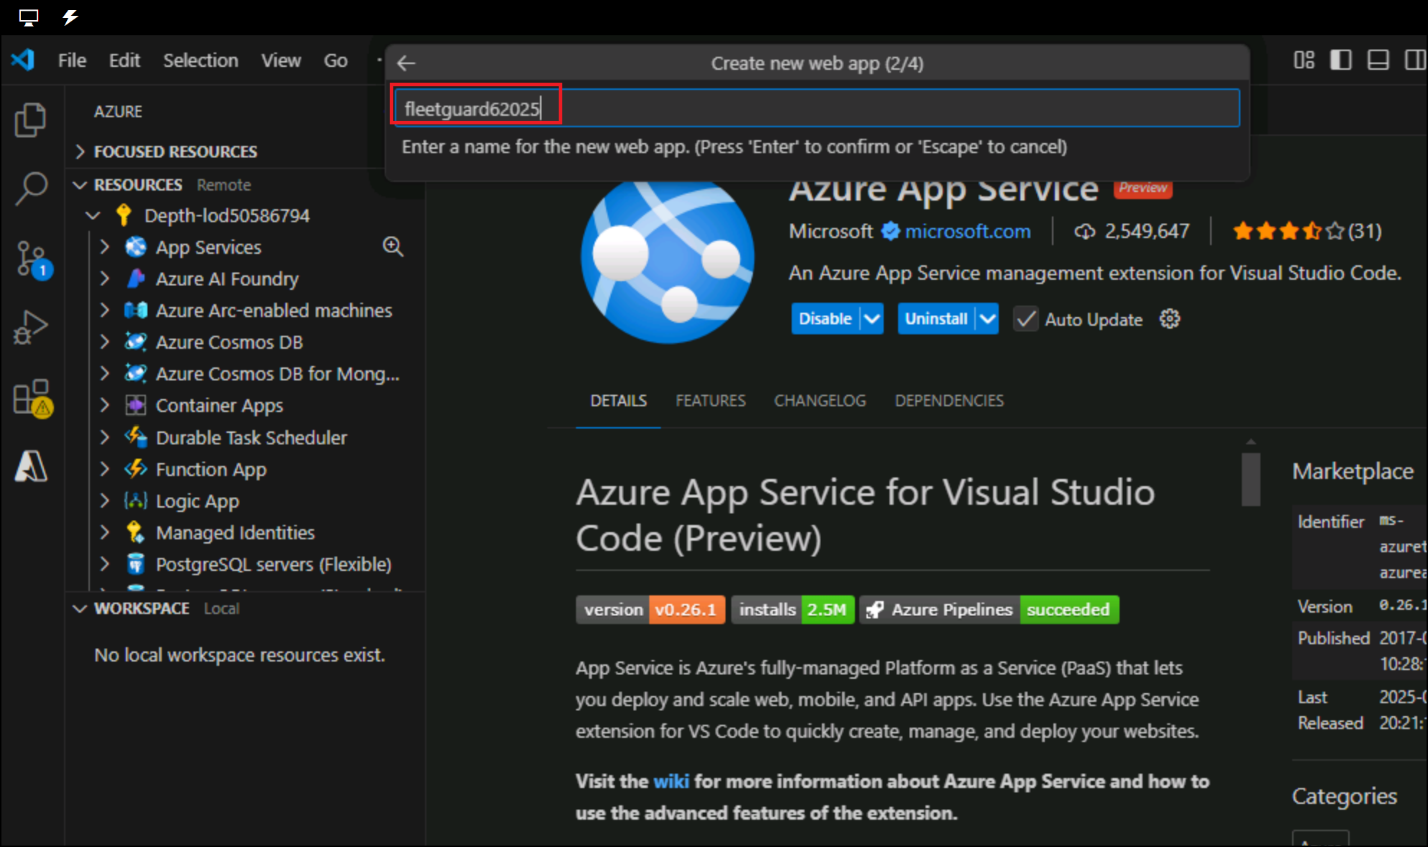 File Edit Selection View Go
Create new web app (2/4)
fleetguard62025
Enter a name for the new web app. (Press 'Enter' to confirm or 'Escape' to cancel)
AZURE
FOCUSED RESOURCES
RESOURCES Remote
Depth-lod50586794
App Services
Azure AI Foundry
Azure Arc-enabled machines
Azure Cosmos DB
Azure Cosmos DB for Mong...
Container Apps
Durable Task Scheduler
Function App
Logic App
Managed Identities
PostgreSQL servers (Flexible)
WORKSPACE Local
No local workspace resources exist.
1
Azure App Service Preview
Microsoft microsoft.com 2,549,647 (31)
An Azure App Service management extension for Visual Studio Code.
Disable Uninstall Auto Update
DETAILS FEATURES CHANGELOG DEPENDENCIES
Azure App Service for Visual Studio
Code (Preview)
version v0.26.1 installs 2.5M Azure Pipelines succeeded
App Service is Azure's fully-managed Platform as a Service (PaaS) that lets
you deploy and scale web, mobile, and API apps. Use the Azure App Service
extension for VS Code to quickly create, manage, and deploy your websites.
Visit the wiki for more information about Azure App Service and how to
use the advanced features of the extension.
Marketplace
Identifier ms-
azuret
azurea
Version 0.26.1
Published 2017-0
10:28:
Last 2025-0
Released 20:21:
Categories